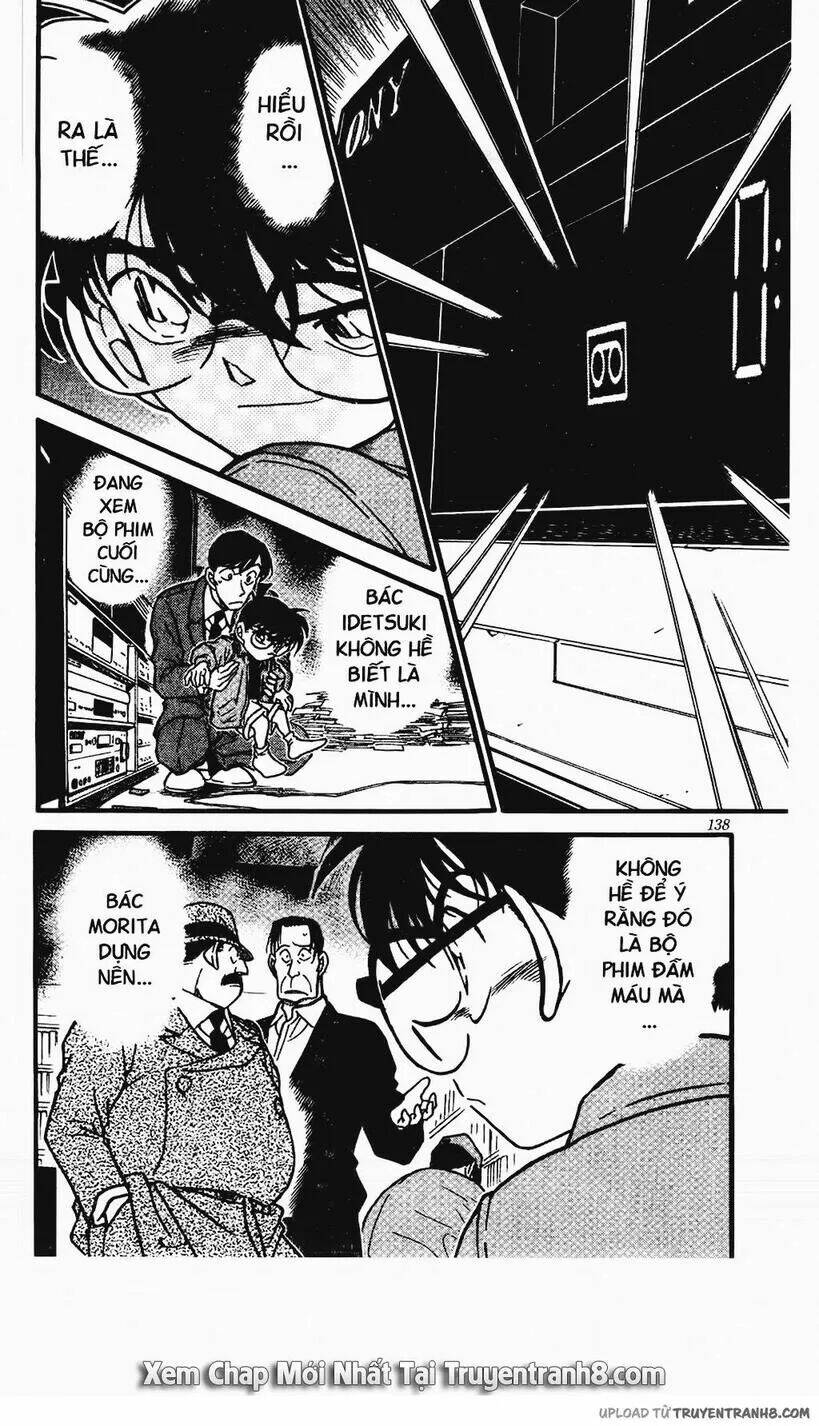 HIỂU
RỒI
...
RA LÀ
THẾ...
ONY
BÁC
IDETSUKI
KHÔNG HỀ
BIẾT LÀ
MÌNH...
ĐANG
XEM
BỘ PHIM
CUỐI
CÙNG...
138
KHÔNG
HỀ ĐỂ Ý
RẰNG ĐÓ
LÀ BỘ
PHIM ĐẦM
MÁU MÀ
...
BÁC
MORITA
DỰNG
NÊN...
Xem Chap Mới Nhất Tại Truyentranh8.com
UPLOAD TỪ TRUYENTRANH8.COM